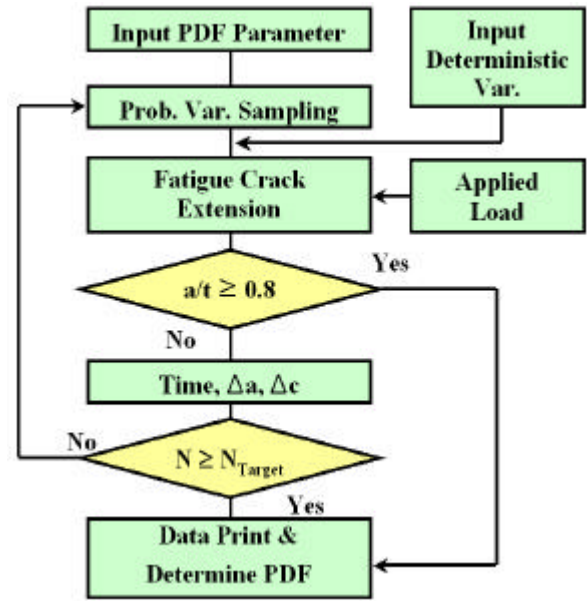 Input PDF Parameter
Input
Deterministic
Var.
Prob. Var. Sampling
Fatigue Crack
Extension
Applied
Load
Yes
a/t ≥ 0.8
No
Time, Δa, Δc
No
N ≥ N_Target
Yes
Data Print &
Determine PDF